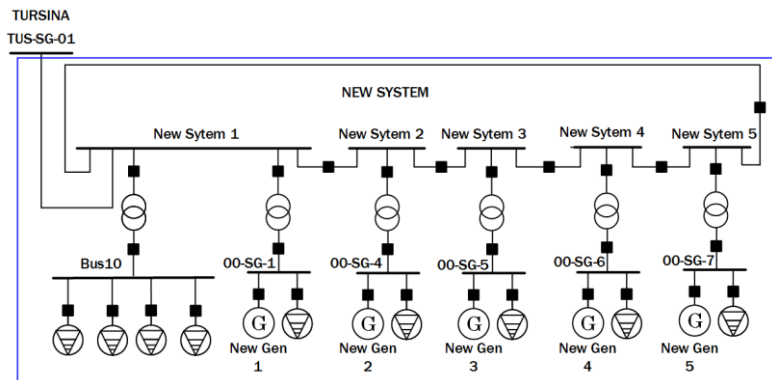 TURSINA
TUS-SG-01
NEW SYSTEM
New Sytem 1
New Sytem 2
New Sytem 3
New Sytem 4
New Sytem 5
Bus10
00-SG-1
00-SG-4
00-SG-5
00-SG-6
00-SG-7
G
G
G
G
G
New Gen
1
New Gen
2
New Gen
3
New Gen
4
New Gen
5